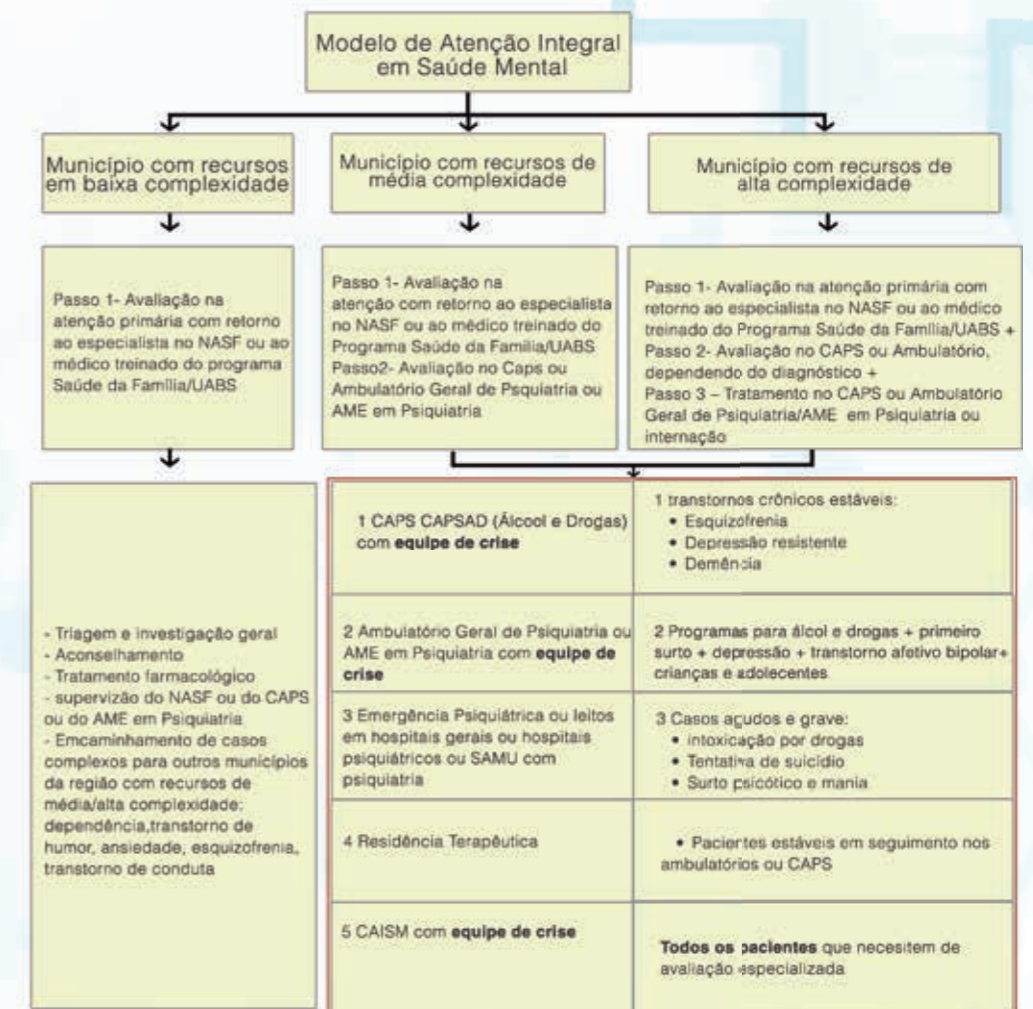 Modelo de Atenção Integral
em Saúde Mental
Município com recursos
em baixa complexidade
Município com recursos de
média complexidade
Município com recursos de
alta complexidade
Passo 1- Avaliação na
atenção primária com retorno
ao especialista no NASF ou ao
médico treinado do programa
Saúde da Família/UABS
Passo 1- Avaliação na
atenção com retorno ao especialista
no NASF ou ao médico treinado do
Programa Saúde da Família/UABS
Passo2- Avaliação no Caps ou
Ambulatório Geral de Psquiatria ou
AME em Psiquiatria
Passo 1- Avaliação na atenção primária com
retorno ao especialista no NASF ou ao médico
treinado do Programa Saúde da Família/UABS +
Passo 2- Avaliação no CAPS ou Ambulatório,
dependendo do diagnóstico +
Passo 3 – Tratamento no CAPS ou Ambulatório
Geral de Psiquiatria/AME em Psiquiatria ou
internação
- Triagem e investigação geral
- Aconselhamento
- Tratamento farmacológico
- supervizão do NASF ou do CAPS
ou do AME em Psiquiatria
- Emcaminhamento de casos
complexos para outros municípios
da região com recursos de
média/alta complexidade:
dependência,transtorno de
humor, ansiedade, esquizofrenia,
transtorno de conduta
1 CAPS CAPSAD (Álcool e Drogas)
com equipe de crise
1 transtornos crônicos estáveis:
• Esquizofrenia
• Depressão resistente
• Demência
2 Ambulatório Geral de Psiquiatria ou
AME em Psiquiatria com equipe de
crise
2 Programas para álcol e drogas + primeiro
surto + depressão + transtorno afetivo bipolar+
crianças e adolecentes
3 Emergência Psiquiátrica ou leitos
em hospitais gerais ou hospitais
psiquiátricos ou SAMU com
psiquiatria
3 Casos agudos e grave:
• intoxicação por drogas
• Tentativa de suicídio
• Surto psicótico e mania
4 Residência Terapêutica
• Pacientes estáveis em seguimento nos
ambulatórios ou CAPS
5 CAISM com equipe de crise
Todos os pacientes que necesitem de
avaliação especializada